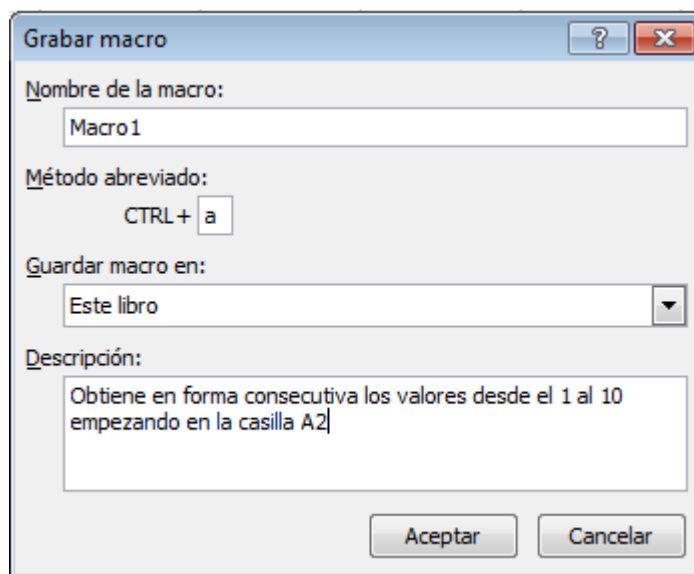 Grabar macro
Nombre de la macro:
Macro1
Método abreviado:
CTRL+ a
Guardar macro en:
Este libro
Descripción:
Obtiene en forma consecutiva los valores desde el 1 al 10
empezando en la casilla A2
Aceptar Cancelar